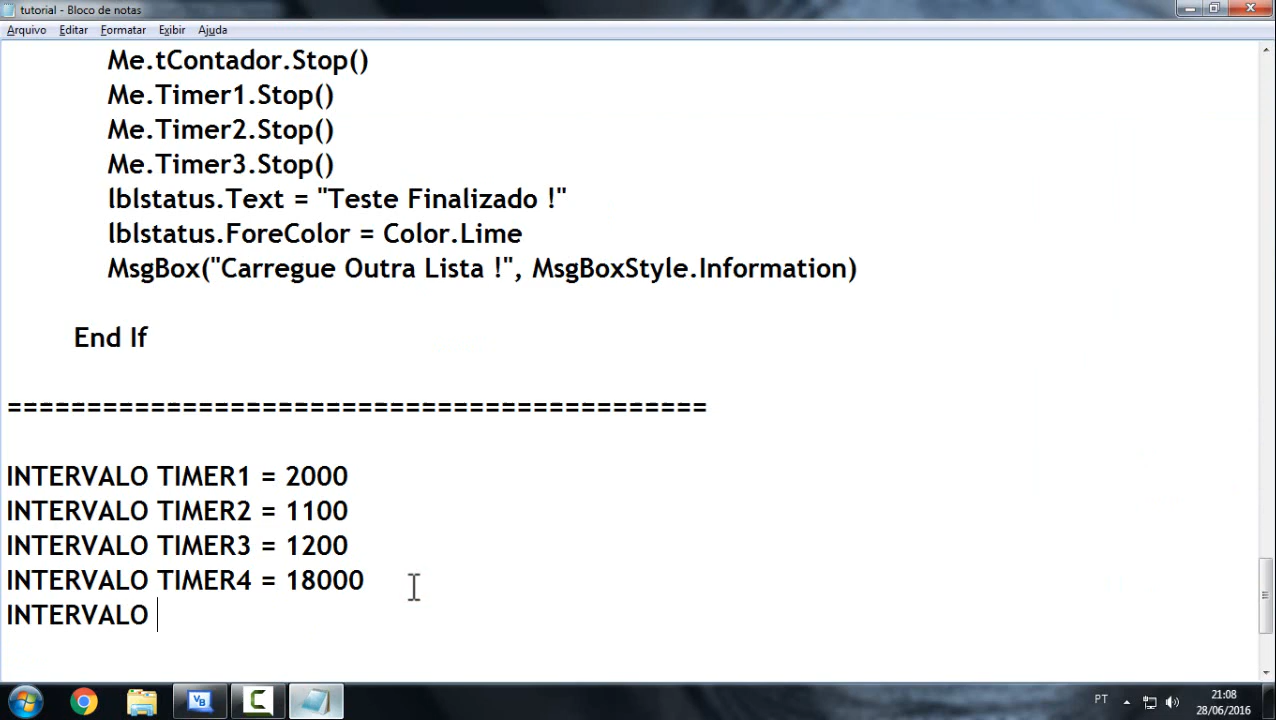 tutorial - Bloco de notas
Arquivo Editar Formatar Exibir Ajuda
Me.tContador.Stop()
Me.Timer1.Stop()
Me.Timer2.Stop()
Me.Timer3.Stop()
lblstatus.Text = "Teste Finalizado !"
lblstatus.ForeColor = Color.Lime
MsgBox("Carregue Outra Lista !", MsgBoxStyle.Information)
End If
============================================
INTERVALO TIMER1 = 2000
INTERVALO TIMER2 = 1100
INTERVALO TIMER3 = 1200
INTERVALO TIMER4 = 18000
INTERVALO
VB
PT
21:08
28/06/2016